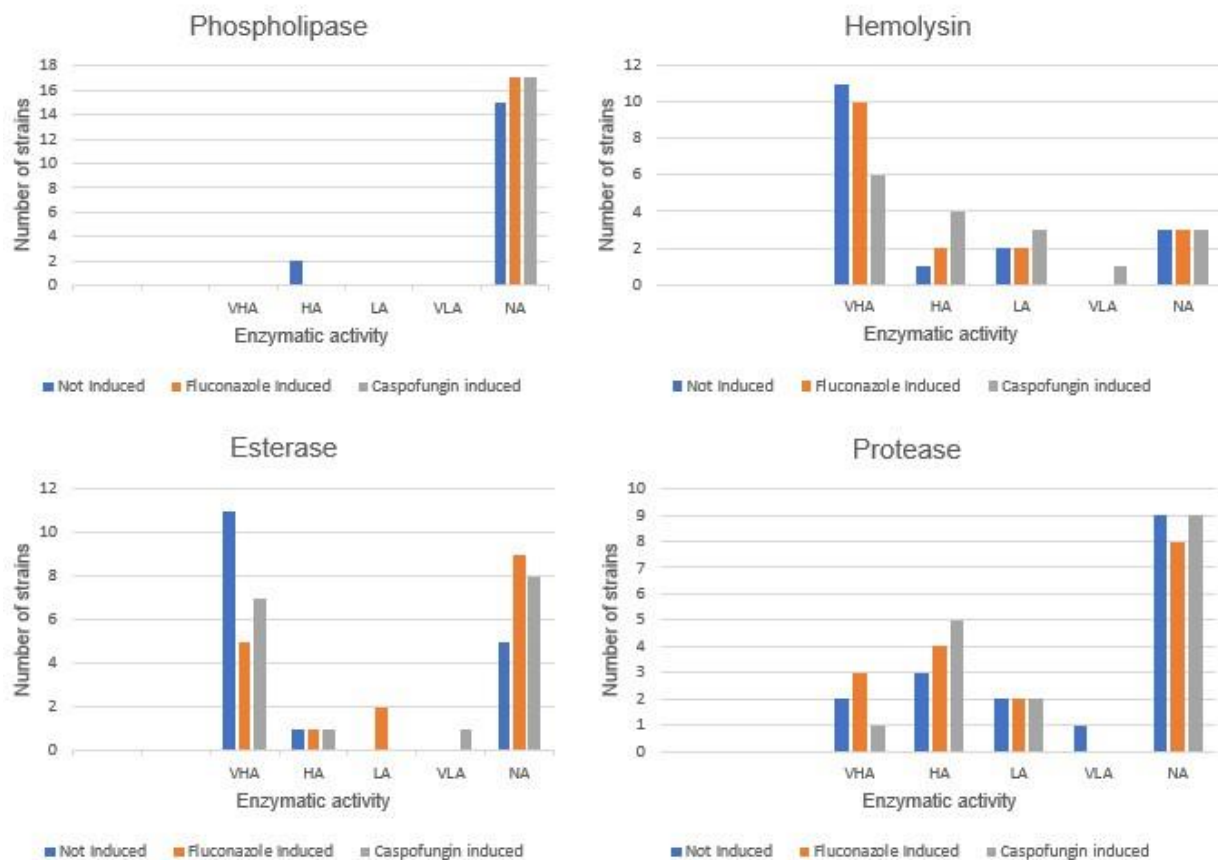 Phospholipase
Number of strains
18
16
14
12
10
8
6
4
2
0
VHA HA LA VLA NA
Enzymatic activity
Not Induced Fluconazole Induced Caspofungin induced
Hemolysin
Number of strains
12
10
8
6
4
2
0
VHA HA LA VLA NA
Enzymatic activity
Not Induced Fluconazole Induced Caspofungin induced
Esterase
Number of strains
12
10
8
6
4
2
0
VHA HA LA VLA NA
Enzymatic activity
Not Induced Fluconazole Induced Caspofungin induced
Protease
Number of strains
10
9
8
7
6
5
4
3
2
1
0
VHA HA LA VLA NA
Enzymatic activity
Not Induced Fluconazole Induced Caspofungin induced